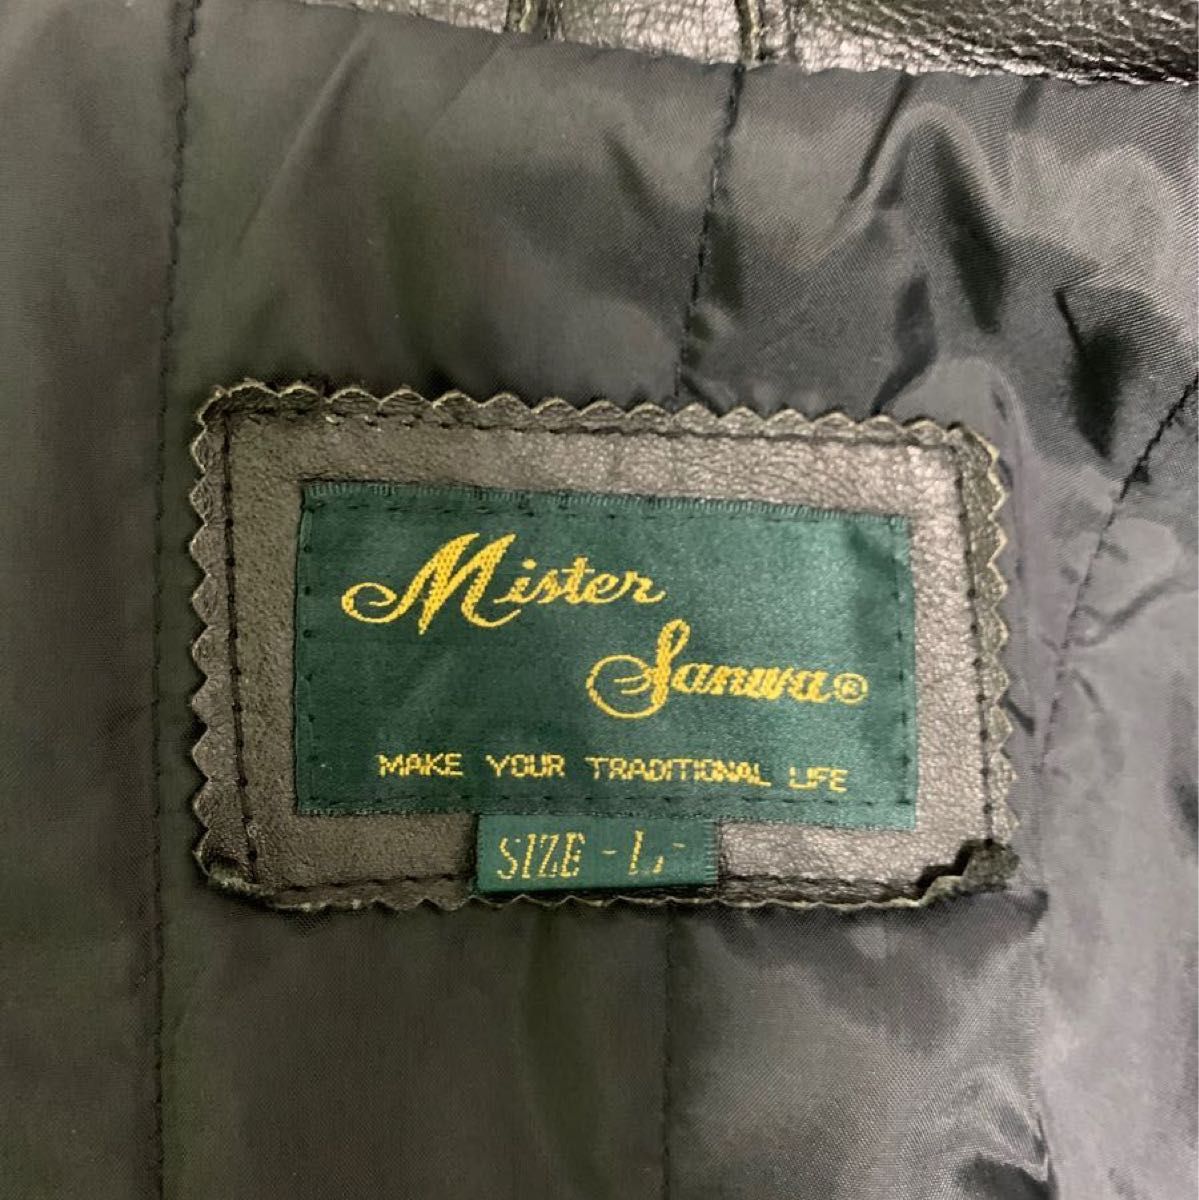 Mister
Sanwa®
MAKE YOUR TRADITIONAL LIFE
SIZE -L-